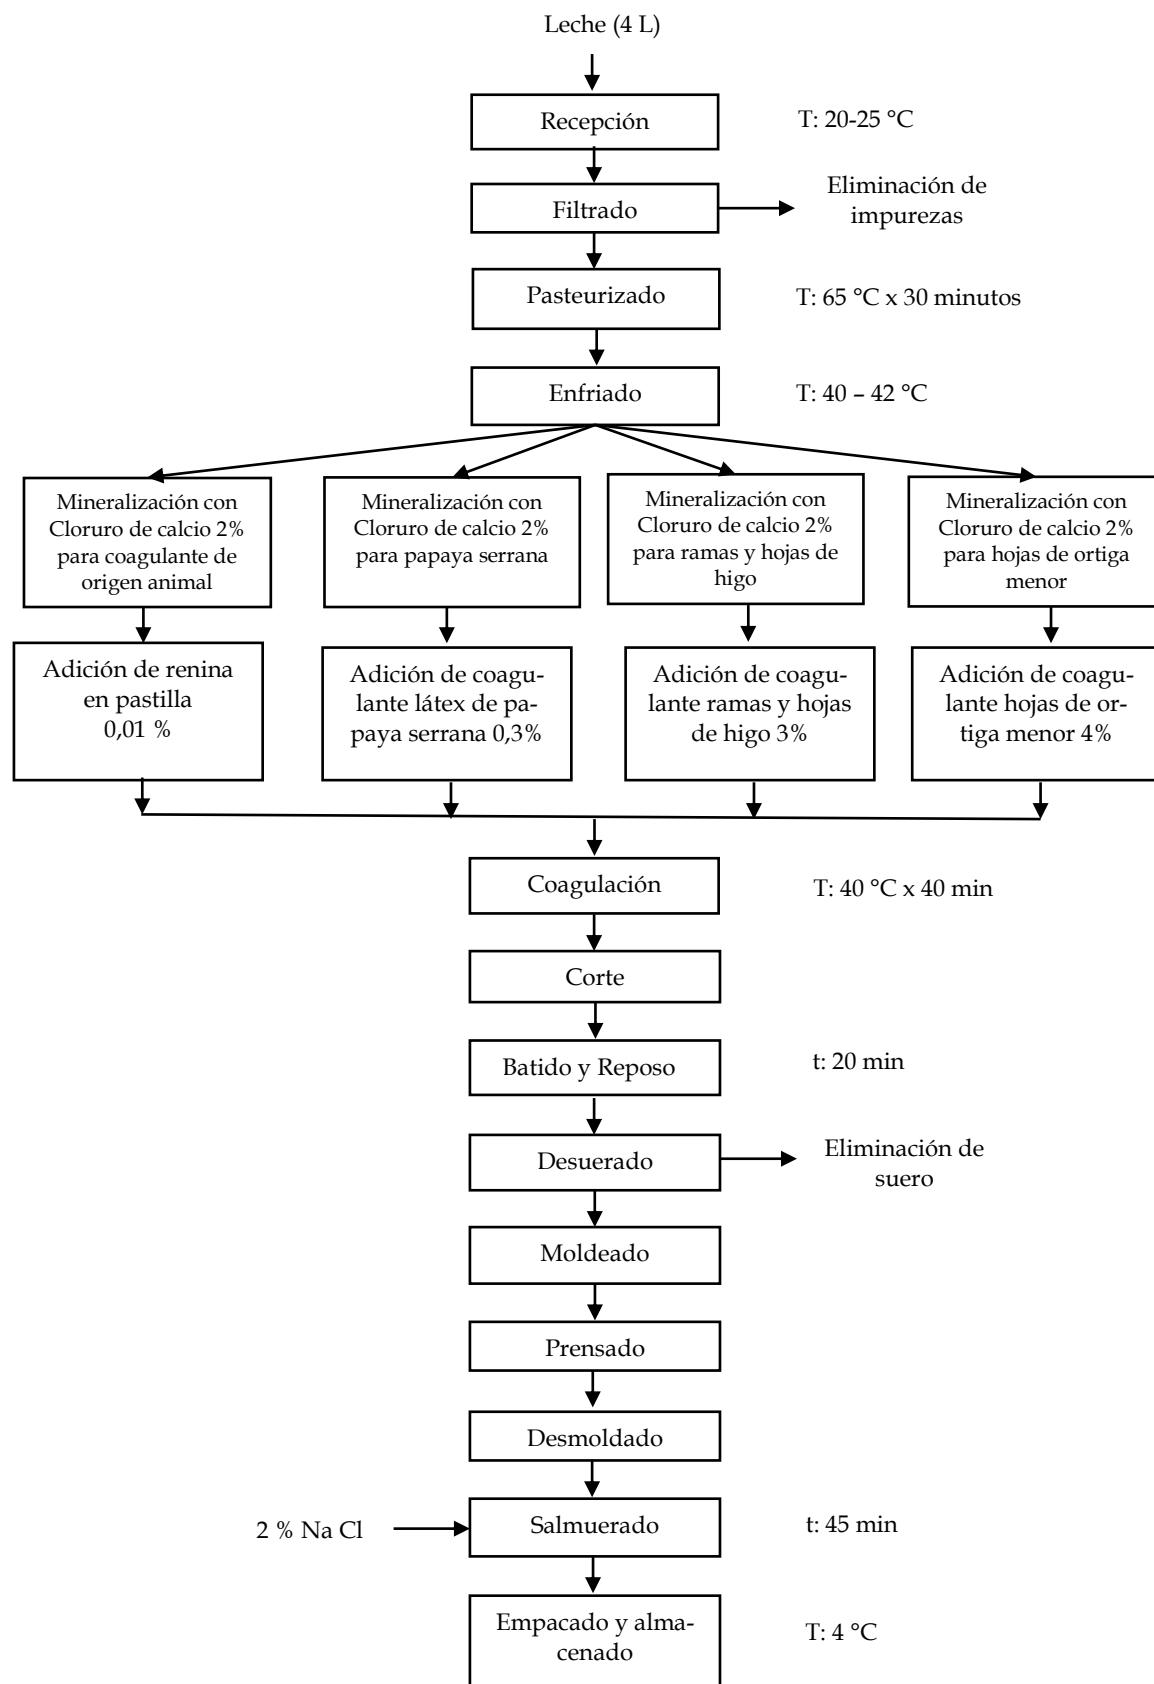 Leche (4 L)
Recepción
T: 20-25 °C
Filtrado
Eliminación de
impurezas
Pasteurizado
T: 65 °C x 30 minutos
Enfriado
T: 40 – 42 °C
Mineralización con
Cloruro de calcio 2%
para coagulante de
origen animal
Mineralización con
Cloruro de calcio 2%
para papaya serrana
Mineralización con
Cloruro de calcio 2%
para ramas y hojas de
higo
Mineralización con
Cloruro de calcio 2%
para hojas de ortiga
menor
Adición de renina
en pastilla
0,01 %
Adición de coagu-
lante látex de pa-
paya serrana 0,3%
Adición de coagu-
lante ramas y hojas
de higo 3%
Adición de coagu-
lante hojas de or-
tiga menor 4%
Coagulación
T: 40 °C x 40 min
Corte
Batido y Reposo
t: 20 min
Desuerado
Eliminación de
suero
Moldeado
Prensado
Desmoldado
2 % Na Cl
Salmuerado
t: 45 min
Empacado y alma-
cenado
T: 4 °C